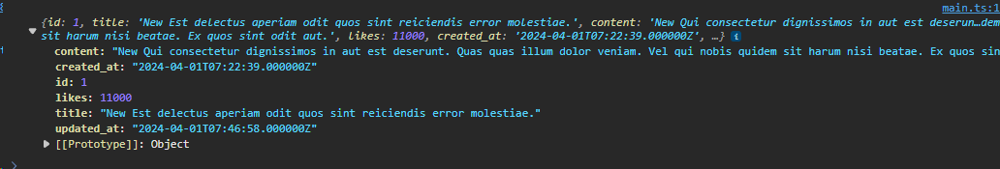 main.ts:1
{id: 1, title: 'New Est delectus aperiam odit quos sint reiciendis error molestiae.', content: 'New Qui consectetur dignissimos in aut est deserun…dem
sit harum nisi beatae. Ex quos sint odit aut.', likes: 11000, created_at: '2024-04-01T07:22:39.000000Z', …}
content: "New Qui consectetur dignissimos in aut est deserunt. Quas quas illum dolor veniam. Vel qui nobis quidem sit harum nisi beatae. Ex quos sin
created_at: "2024-04-01T07:22:39.000000Z"
id: 1
likes: 11000
title: "New Est delectus aperiam odit quos sint reiciendis error molestiae."
updated_at: "2024-04-01T07:46:58.000000Z"
[[Prototype]]: Object